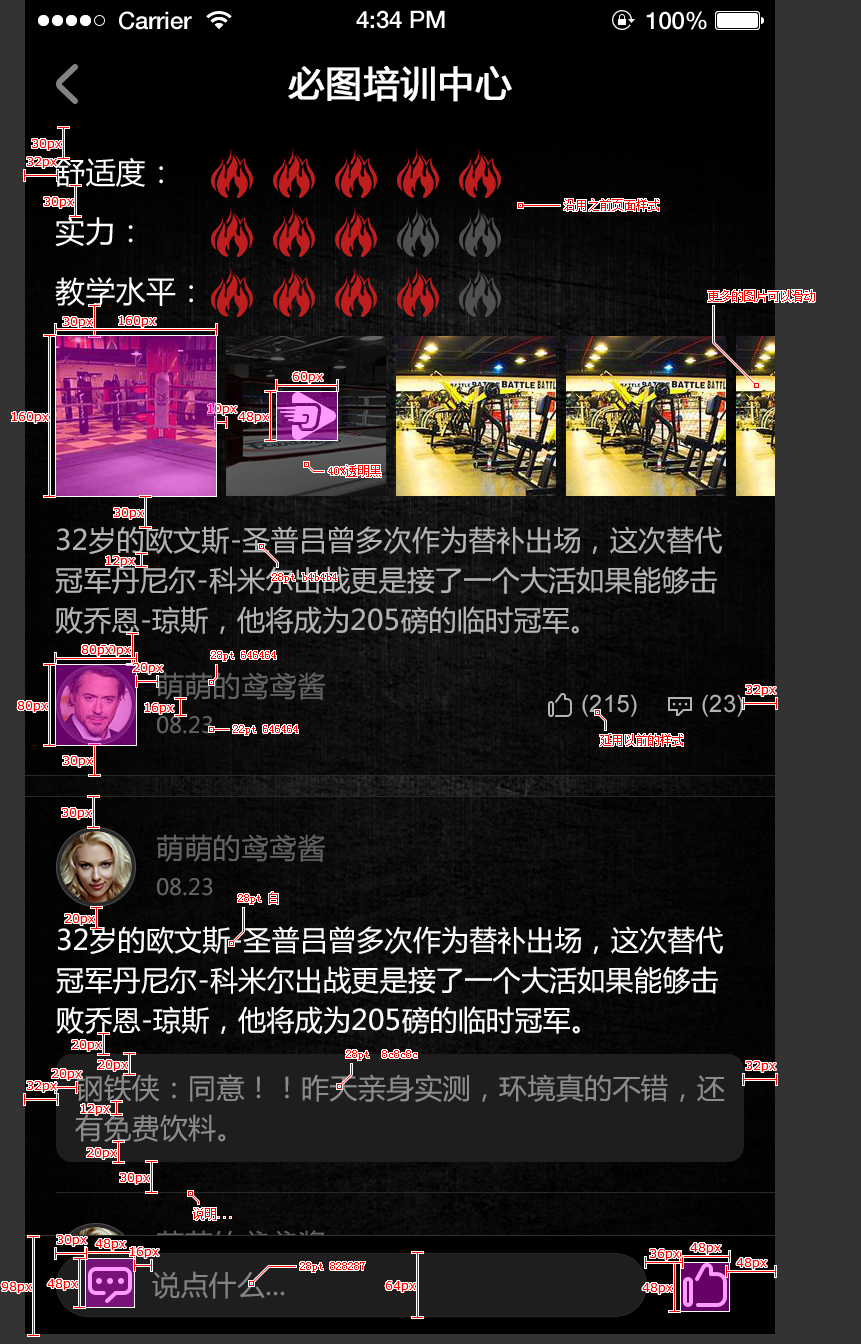 Carrier 4:34 PM 100%
必图培训中心
30px
32px
舒适度：
30px
沿用之前页面样式
实力：
教学水平：
更多的图片可以滑动
30px 160px
60px
160px
10px
48px
BATTLE BATTLE BATTL
BATTLE BATTLE BATTL
40%透明黑
30px
32岁的欧文斯-圣普吕曾多次作为替补出场，这次替代
12px
28pt b4b4b4
冠军丹尼尔-科米尔出战更是接了一个大活如果能够击
败乔恩-琼斯，他将成为205磅的临时冠军。
80px
20px
28pt 646464
萌萌的鸢鸢酱
80px
16px
32px
(215) (23)
08.23
22pt 646464
延用以前的样式
30px
30px
萌萌的鸢鸢酱
08.23
28pt 白
20px
32岁的欧文斯-圣普吕曾多次作为替补出场，这次替代
冠军丹尼尔-科米尔出战更是接了一个大活如果能够击
败乔恩-琼斯，他将成为205磅的临时冠军。
20px
28pt 8c8c8c
20px
20px
32px
32px
钢铁侠：同意！！昨天亲身实测，环境真的不错，还
12px
有免费饮料。
20px
30px
说明...
萌萌的鸢鸢酱
30px 48px 16px
36px 48px
48px
98px
48px
说点什么...
28pt 828287
64px
48px